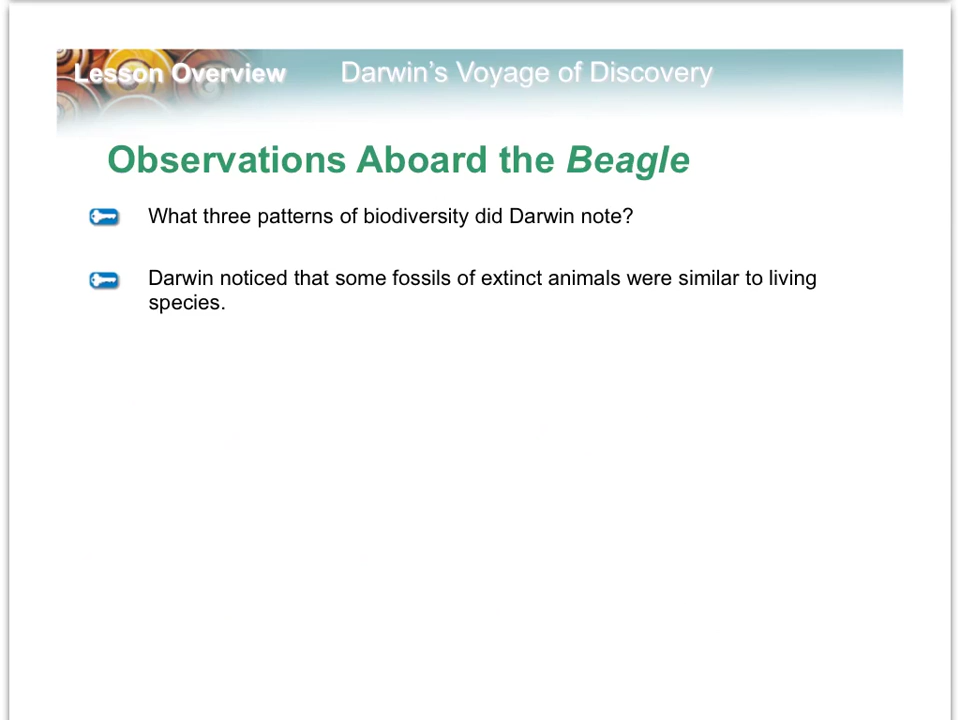 Lesson Overview Darwin’s Voyage of Discovery
Observations Aboard the Beagle
What three patterns of biodiversity did Darwin note?
Darwin noticed that some fossils of extinct animals were similar to living
species.